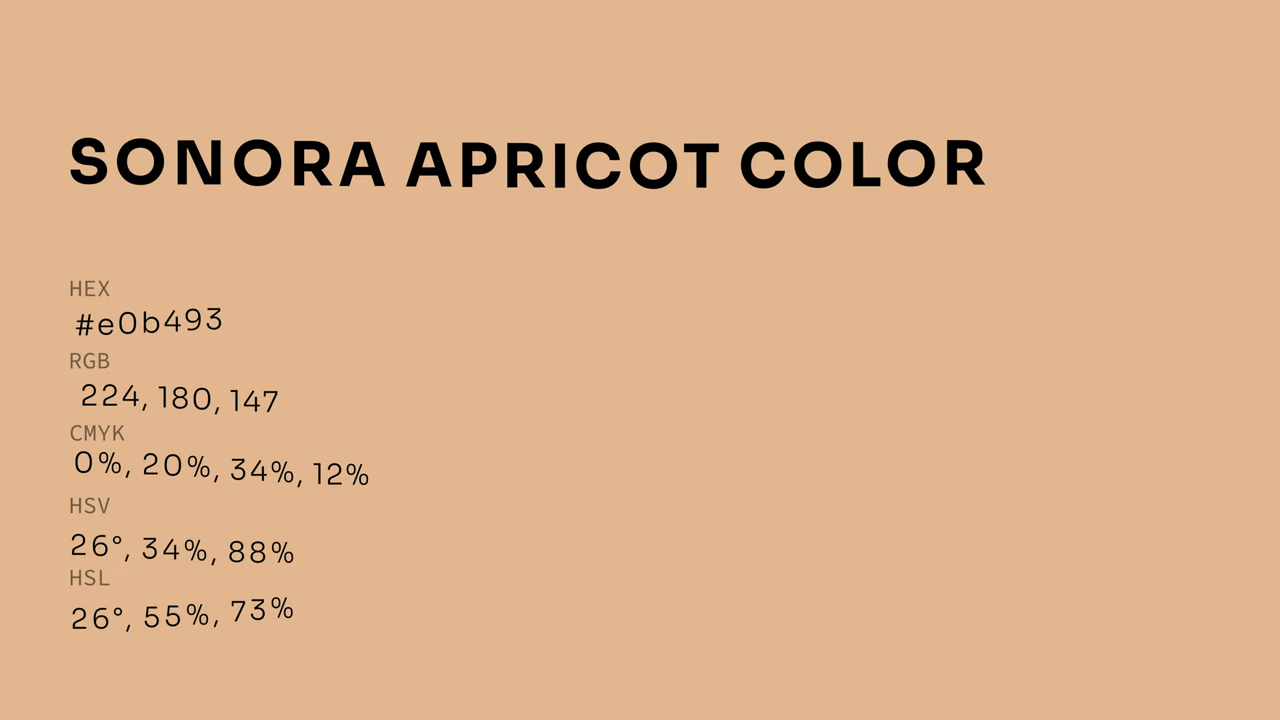 SONORA APRICOT COLOR
HEX
#e0b493
RGB
224, 180, 147
CMYK
0%, 20%, 34%, 12%
HSV
26°, 34%, 88%
HSL
26°, 55%, 73%